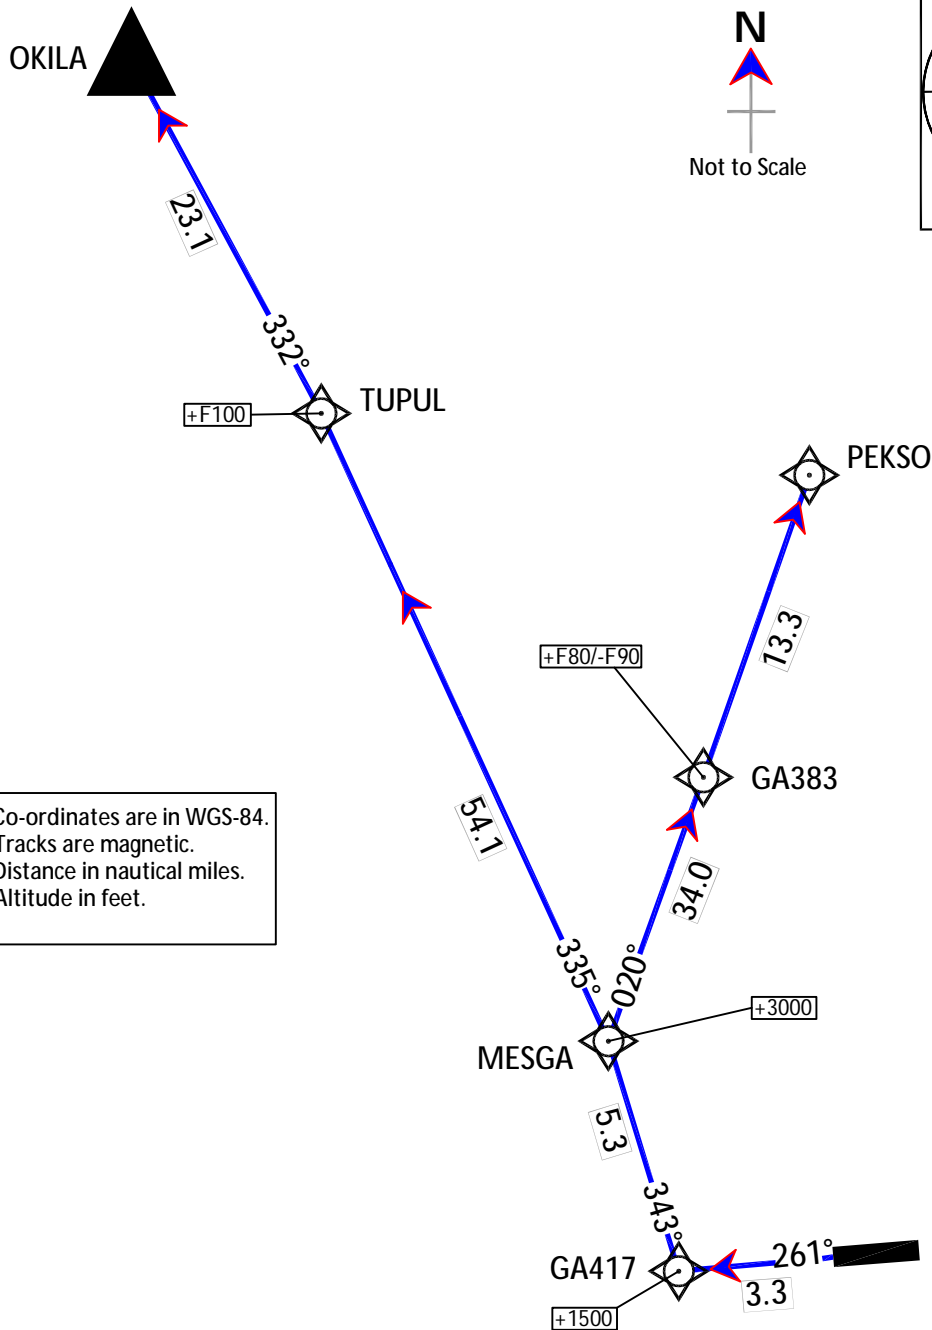 OKILA
N
Not to Scale
23.1
332°
TUPUL
+F100
PEKSO
13.3
+F80/-F90
GA383
Co-ordinates are in WGS-84.
Tracks are magnetic.
Distance in nautical miles.
Altitude in feet.
54.1
34.0
335°
020°
+3000
MESGA
5.3
343°
261°
GA417
3.3
+1500